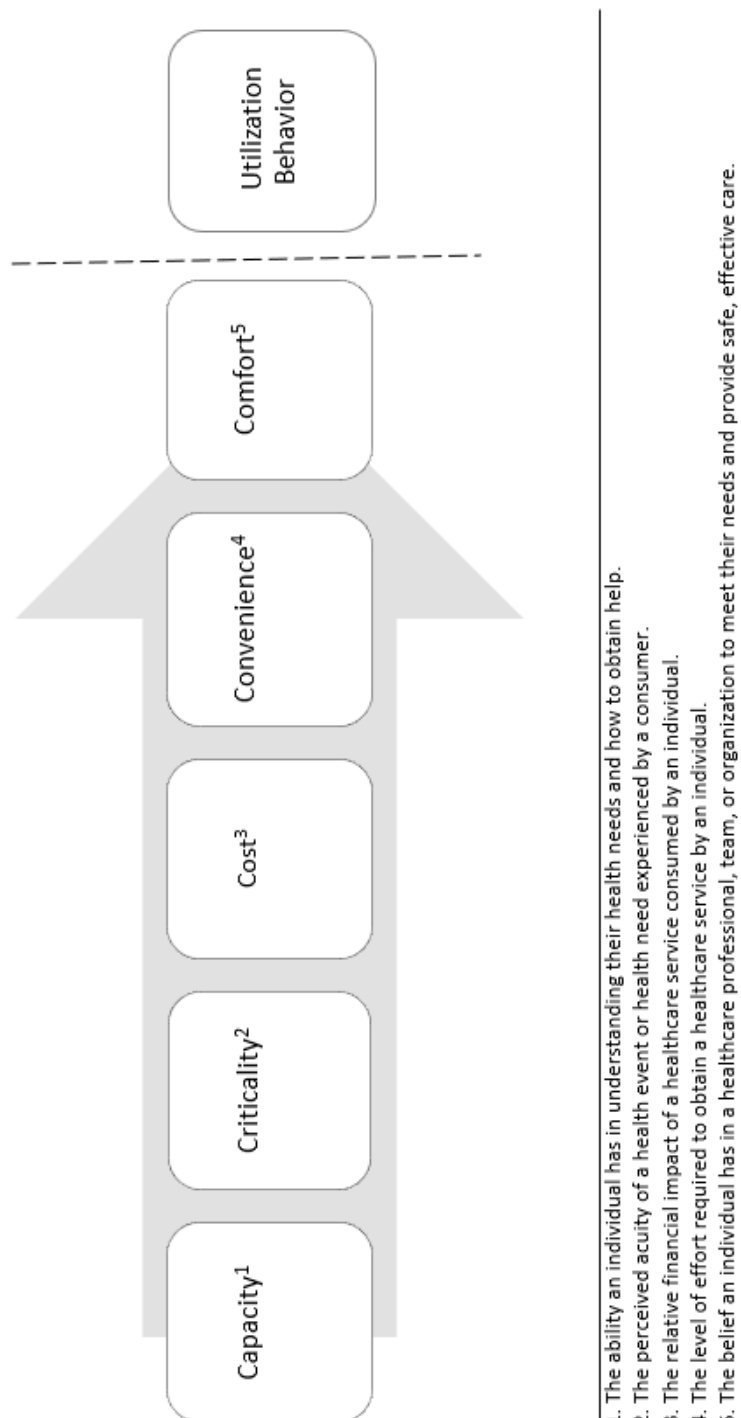 Capacity¹
Criticality²
Cost³
Convenience⁴
Comfort⁵
Utilization
Behavior
1. The ability an individual has in understanding their health needs and how to obtain help.
2. The perceived acuity of a health event or health need experienced by a consumer.
3. The relative financial impact of a healthcare service consumed by an individual.
4. The level of effort required to obtain a healthcare service by an individual.
5. The belief an individual has in a healthcare professional, team, or organization to meet their needs and provide safe, effective care.